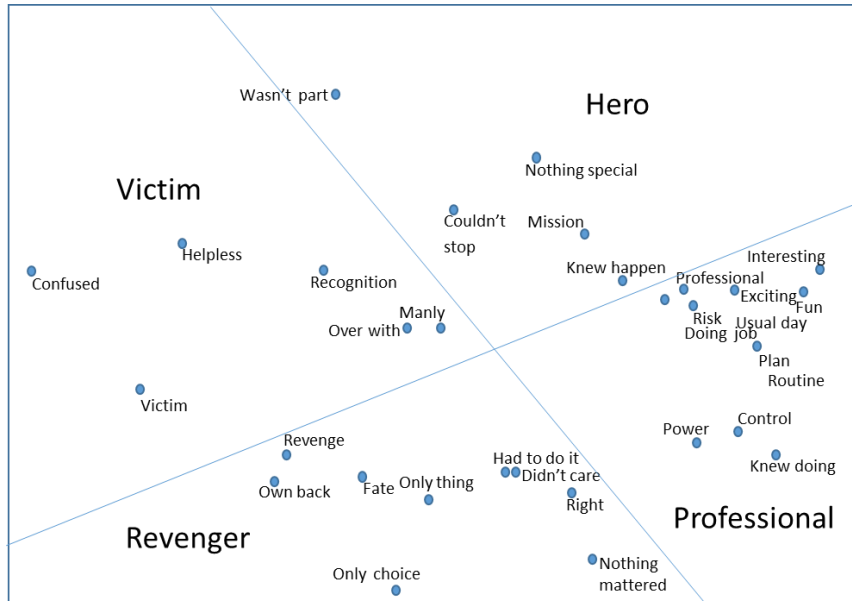 Wasn't part
Hero
Nothing special
Victim
Couldn't
stop
Mission
Helpless
Interesting
Confused
Recognition
Knew happen
Professional
Exciting
Fun
Manly
Over with
Risk
Usual day
Doing job
Plan
Routine
Victim
Power
Control
Revenge
Had to do it
Knew doing
Own back
Fate
Only thing
Didn't care
Right
Professional
Revenger
Nothing
mattered
Only choice